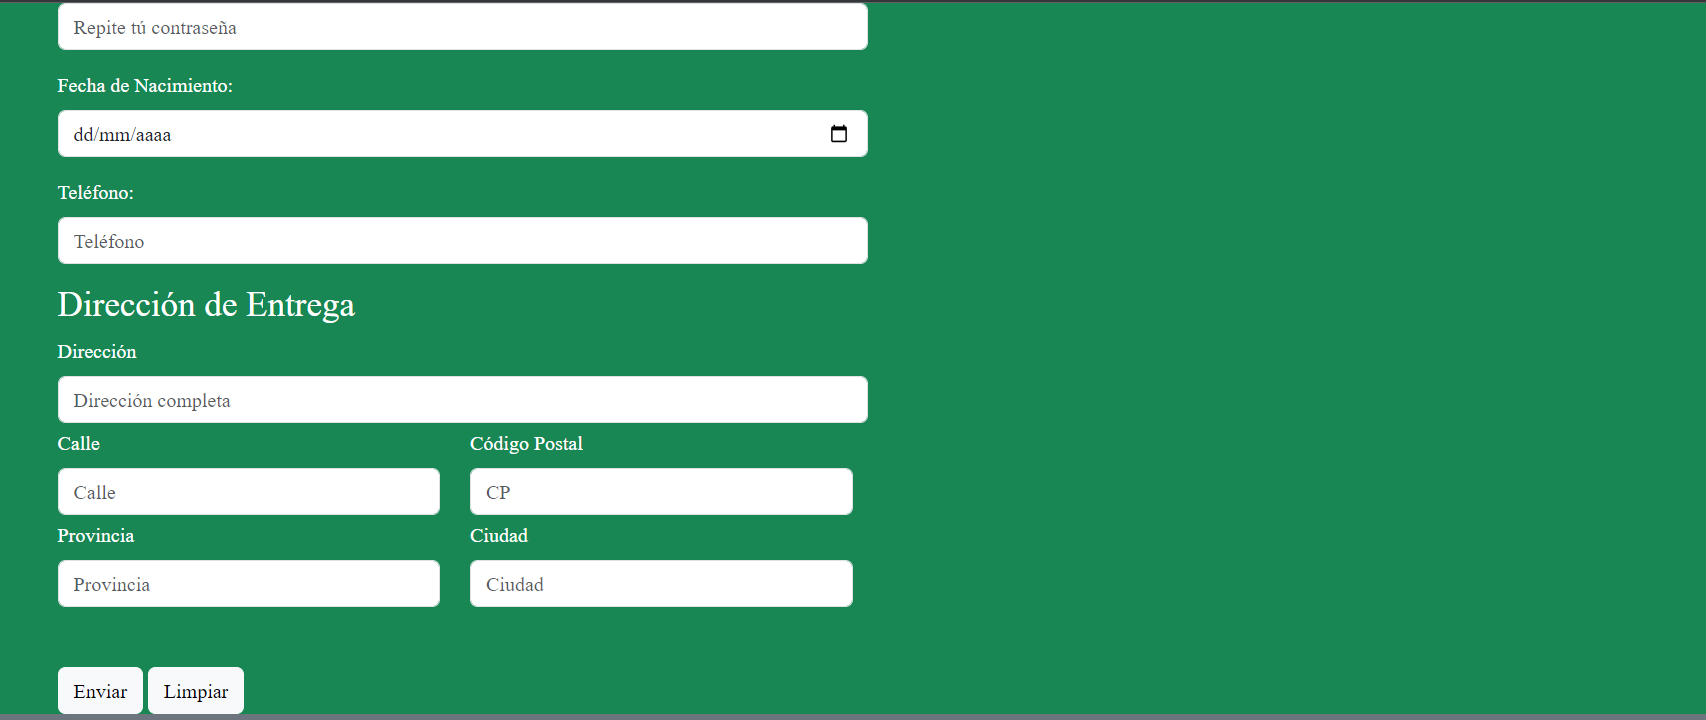 Repite tú contraseña
Fecha de Nacimiento:
dd/mm/aaaa
Teléfono:
Teléfono
Dirección de Entrega
Dirección
Dirección completa
Calle Código Postal
Calle CP
Provincia Ciudad
Provincia Ciudad
Enviar Limpiar